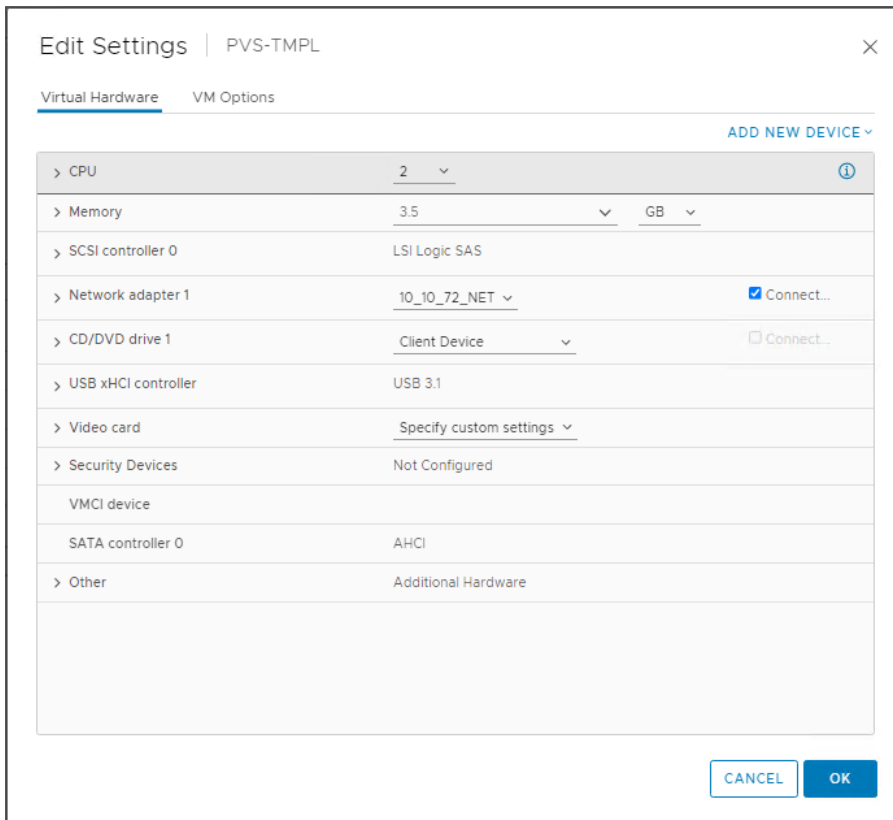 Edit Settings | PVS-TMPL
Virtual Hardware VM Options
ADD NEW DEVICE
CPU 2
Memory 3.5 GB
SCSI controller 0 LSI Logic SAS
Network adapter 1 10_10_72_NET Connect...
CD/DVD drive 1 Client Device Connect...
USB xHCI controller USB 3.1
Video card Specify custom settings
Security Devices Not Configured
VMCI device
SATA controller 0 AHCI
Other Additional Hardware
CANCEL OK